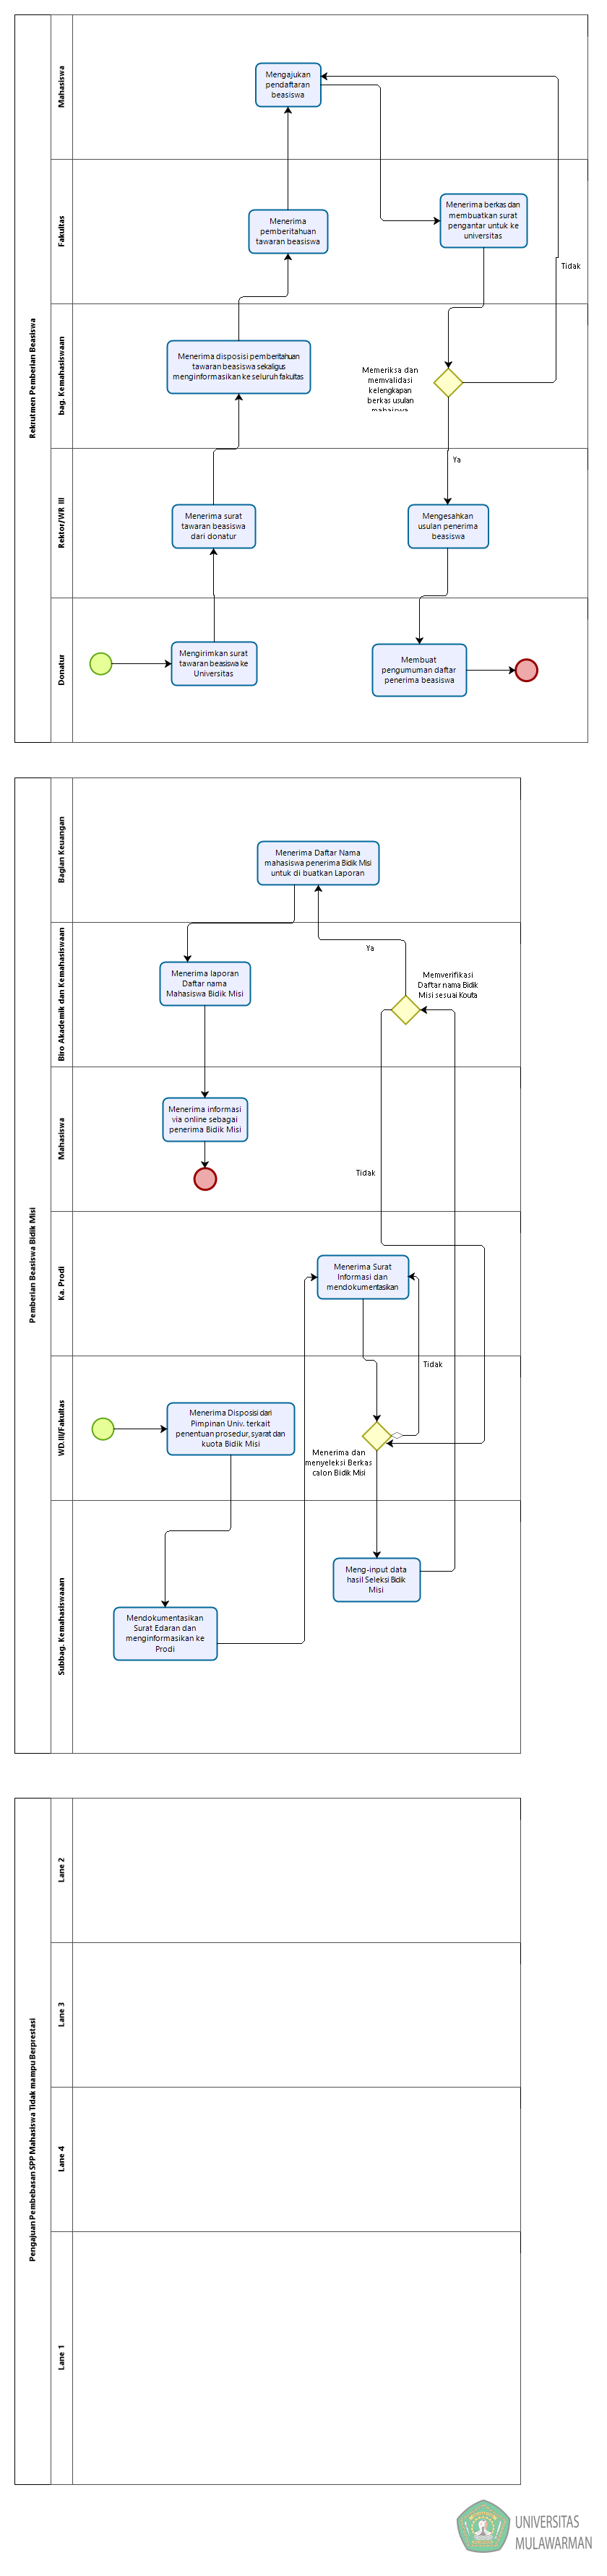 Rekrutmen Pemberian Beasiswa
Mahasiswa
Mengajukan
pendaftaran
beasiswa
Fakultas
Menerima
pemberitahuan
tawaran beasiswa
Menerima berkas dan
membuatkan surat
pengantar untuk ke
universitas
Tidak
bag. Kemahasiswaan
Menerima disposisi pemberitahuan
tawaran beasiswa sekaligus
menginformasikan ke seluruh fakultas
Memeriksa dan
memvalidasi
kelengkapan
berkas usulan
mahasiswa
Ya
Rektor/WR III
Menerima surat
tawaran beasiswa
dari donatur
Mengesahkan
usulan penerima
beasiswa
Donatur
Mengirimkan surat
tawaran beasiswa ke
Universitas
Membuat
pengumuman daftar
penerima beasiswa
Pemberian Beasiswa Bidik Misi
Bagian Keuangan
Menerima Daftar Nama
mahasiswa penerima Bidik Misi
untuk di buatkan Laporan
Biro Akademik dan Kemahasiswaan
Ya
Menerima laporan
Daftar nama
Mahasiswa Bidik Misi
Memverifikasi
Daftar nama Bidik
Misi sesuai Kouta
Mahasiswa
Menerima informasi
via online sebagai
penerima Bidik Misi
Tidak
Ka. Prodi
Menerima Surat
Informasi dan
mendokumentasikan
Tidak
WD.III/Fakultas
Menerima Disposisi dari
Pimpinan Univ. terkait
penentuan prosedur, syarat dan
kuota Bidik Misi
Menerima dan
menyeleksi Berkas
calon Bidik Misi
Subbag. Kemahasiswaaan
Meng-input data
hasil Seleksi Bidik
Misi
Mendokumentasikan
Surat Edaran dan
menginformasikan ke
Prodi
Pengajuan Pembebasan SPP Mahasiswa Tidak mampu Berprestasi
Lane 2
Lane 3
Lane 4
Lane 1
UNIVERSITAS
MULAWARMAN